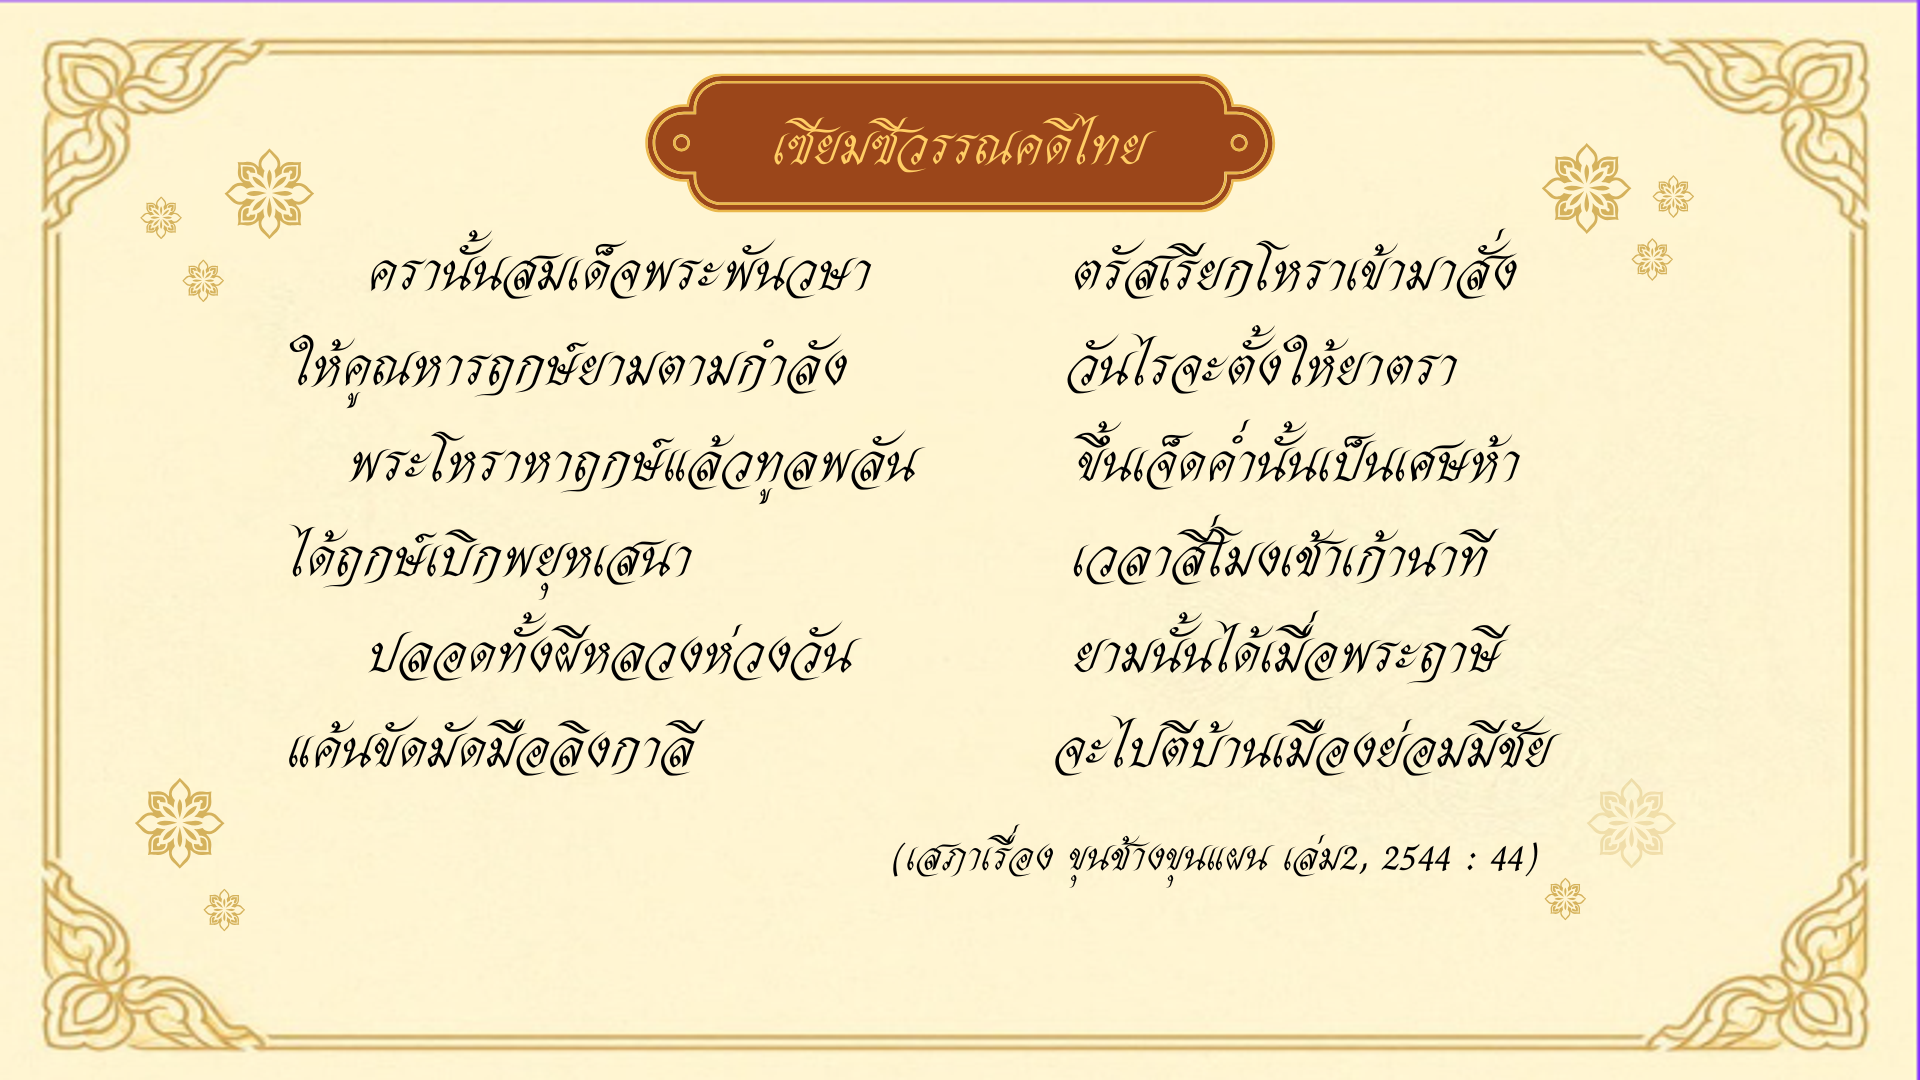 เซียมซีวรรณคดีไทย
ครานั้นสมเด็จพระพันวษา ตรัสเรียกโหราเข้ามาสั่ง
ให้คูณหารฤกษ์ยามตามกำลัง วันไรจะตั้งให้ยาตรา
พระโหราหาฤกษ์แล้วทูลพลัน ขึ้นเจ็ดค่ำนั้นเป็นเศษห้า
ได้ฤกษ์เบิกพยุหเสนา เวลาสี่โมงเช้าเก้านาที
ปลอดทั้งผีหลวงห่วงวัน ยามนั้นได้เมื่อพระฤาษี
แค้นขัดมัดมือลิงกาลี จะไปตีบ้านเมืองย่อมมีชัย
(เสภาเรื่อง ขุนช้างขุนแผน เล่ม2, 2544 : 44)